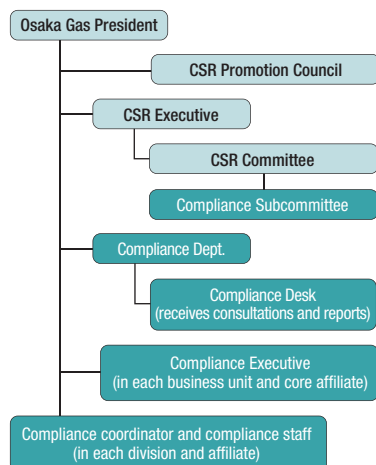 Osaka Gas President
CSR Promotion Council
CSR Executive
CSR Committee
Compliance Subcommittee
Compliance Dept.
Compliance Desk
(receives consultations and reports)
Compliance Executive
(in each business unit and core affiliate)
Compliance coordinator and compliance staff
(in each division and affiliate)